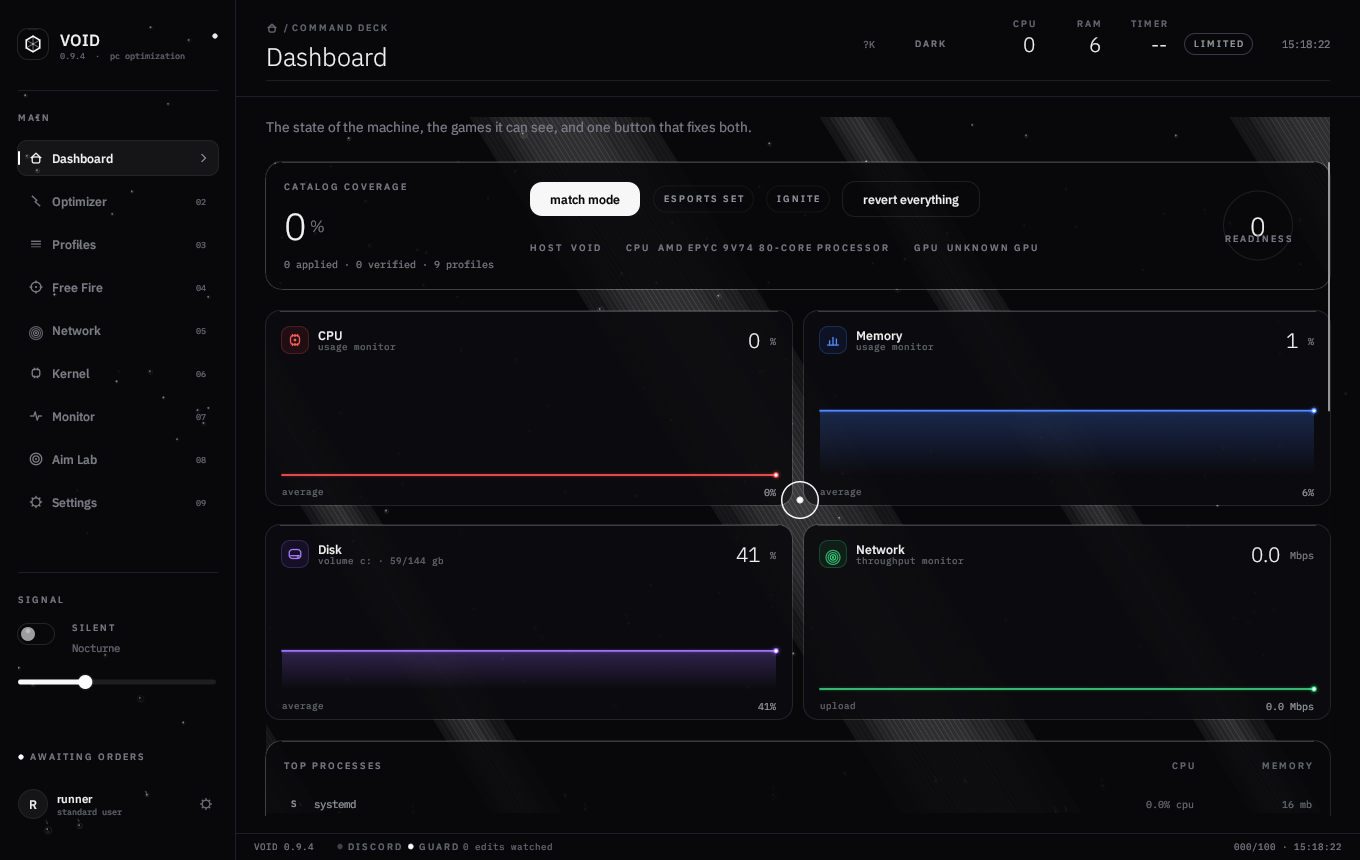 VOID
0.9.4 · pc optimization
MAIN
Dashboard
Optimizer 02
Profiles 03
Free Fire 04
Network 05
Kernel 06
Monitor 07
Aim Lab 08
Settings 09
SIGNAL
SILENT
Nocturne
AWAITING ORDERS
R runner
standard user
/ COMMAND DECK
Dashboard
?K DARK
CPU 0
RAM 6
TIMER --
LIMITED
15:18:22
The state of the machine, the games it can see, and one button that fixes both.
CATALOG COVERAGE
0 %
0 applied · 0 verified · 9 profiles
match mode ESPORTS SET IGNITE revert everything
HOST VOID CPU AMD EPYC 9V74 80-CORE PROCESSOR GPU UNKNOWN GPU
0
READINESS
CPU
usage monitor
0 %
average 0%
Memory
usage monitor
1 %
average 6%
Disk
volume c: · 59/144 gb
41 %
average 41%
Network
throughput monitor
0.0 Mbps
upload 0.0 Mbps
TOP PROCESSES CPU MEMORY
S systemd 0.0% cpu 16 mb
VOID 0.9.4 DISCORD GUARD 0 edits watched 000/100 · 15:18:22